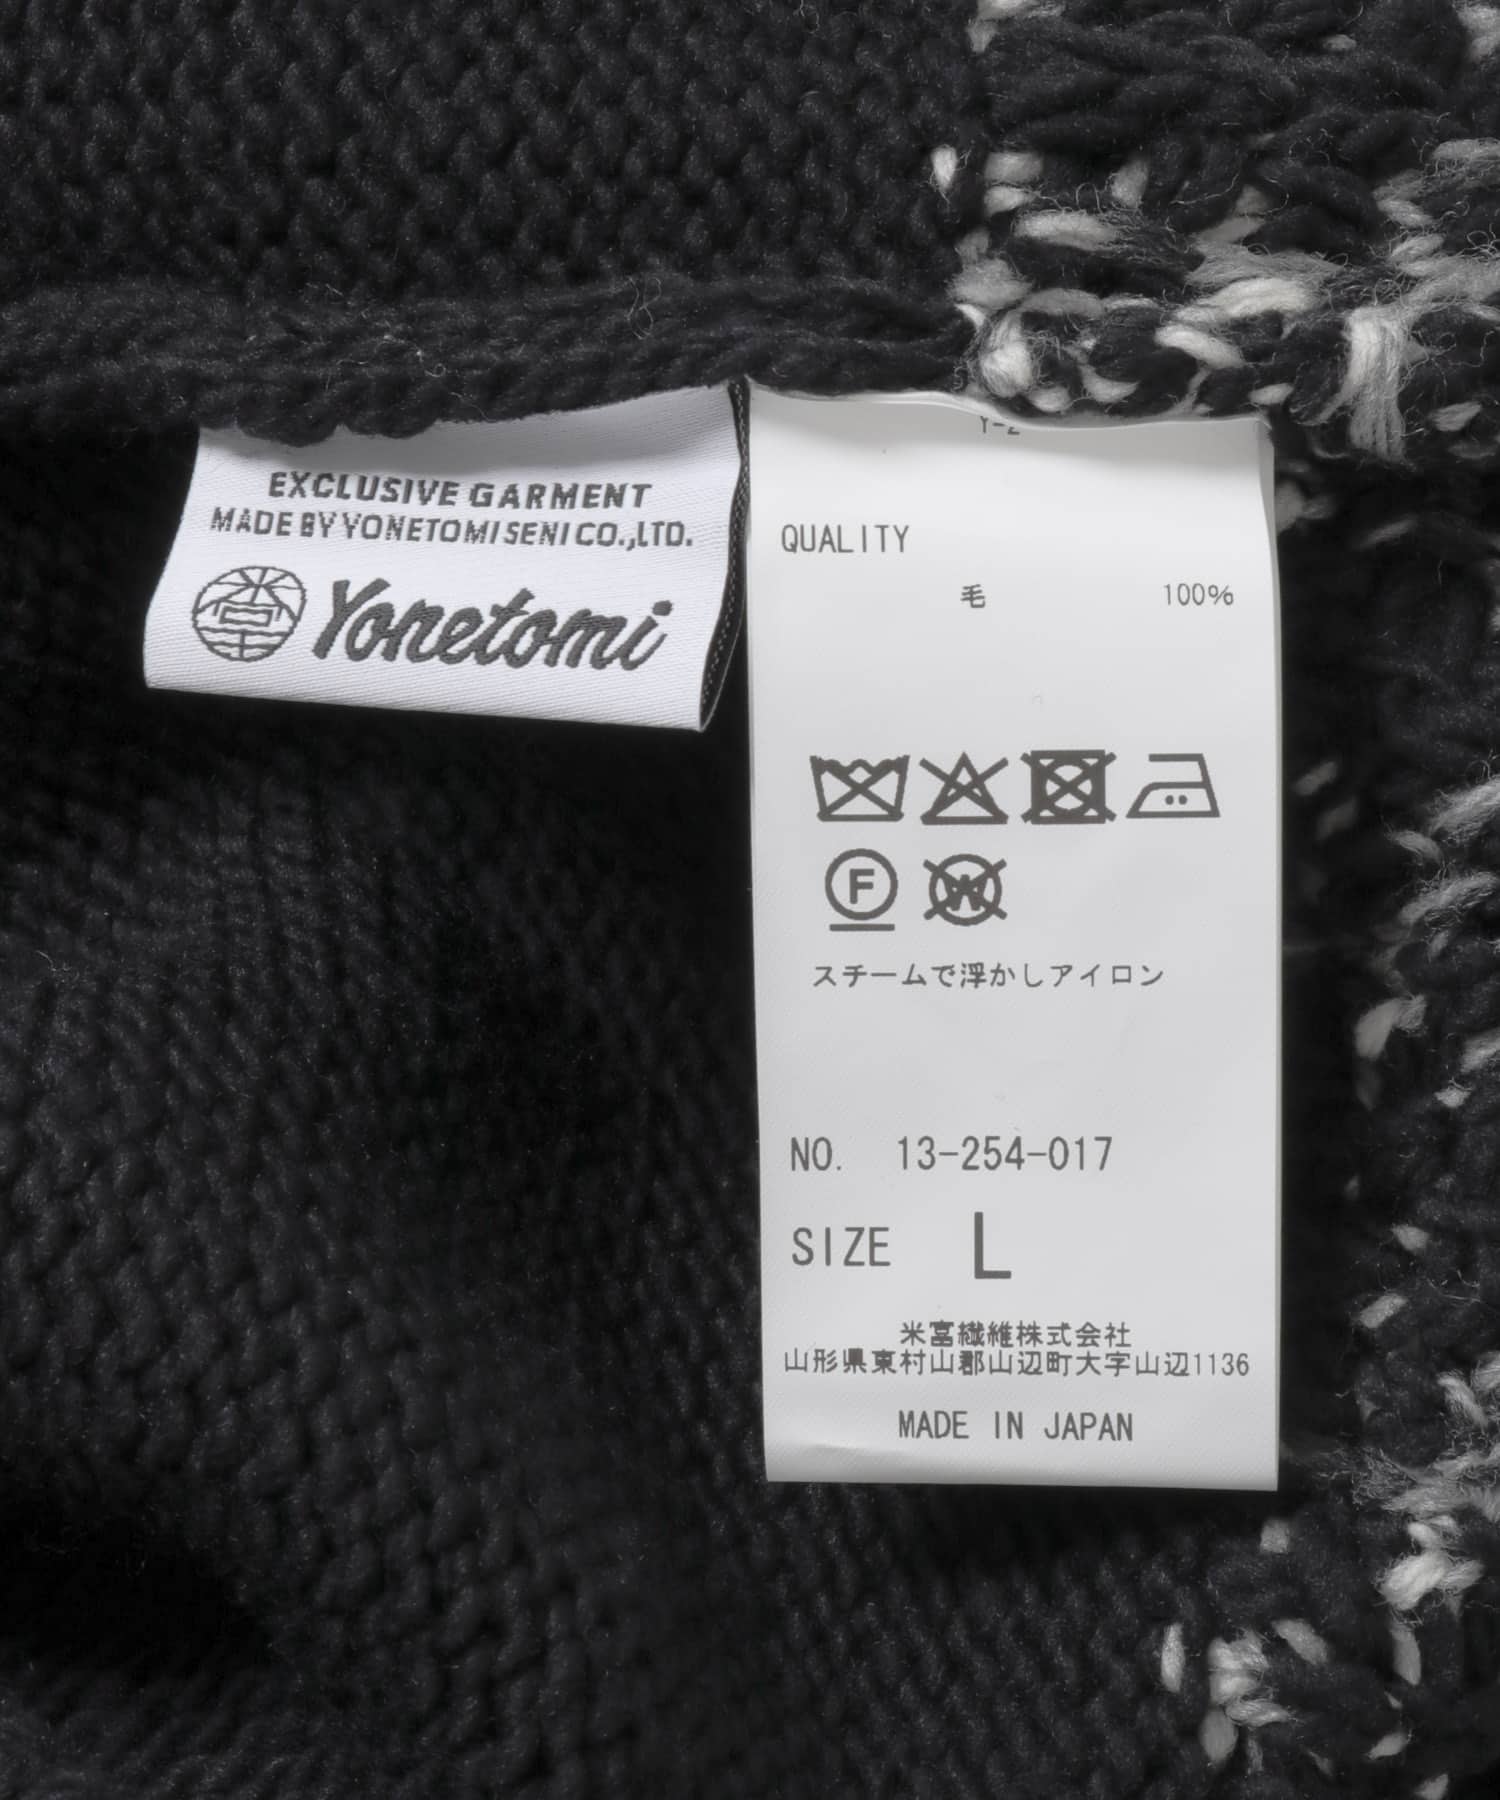 EXCLUSIVE GARMENT
MADE BY YONETOMI SENI CO.,LTD.
Yonetomi
Y-2
QUALITY
毛 100%
F
W
スチームで浮かしアイロン
NO. 13-254-017
SIZE L
米富繊維株式会社
山形県東村山郡山辺町大字山辺1136
MADE IN JAPAN